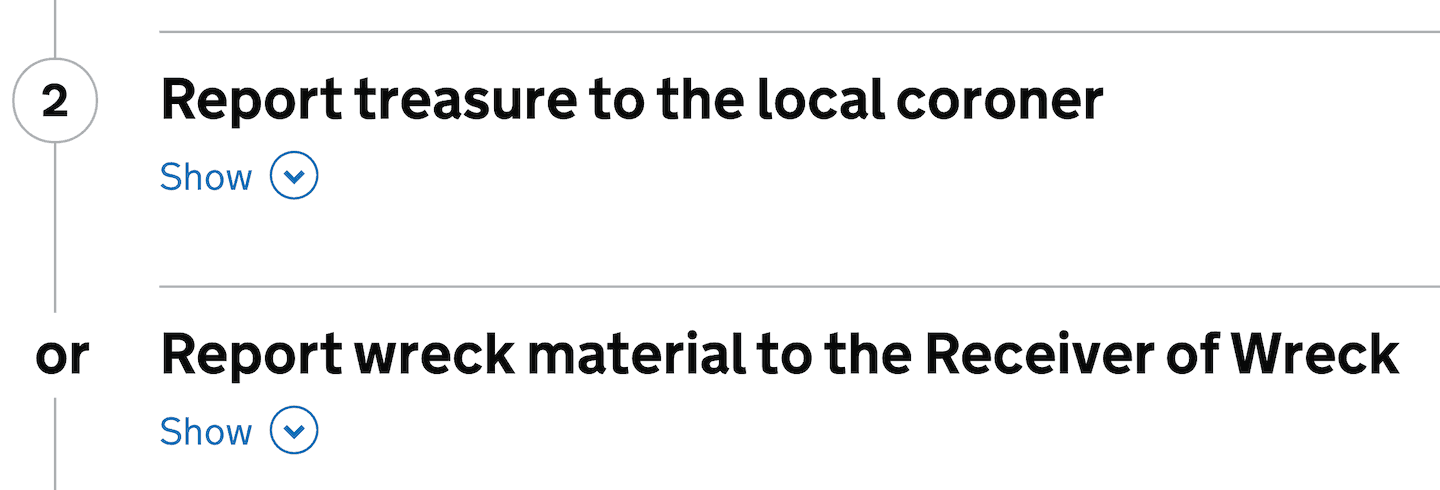 2
Report treasure to the local coroner
Show
or
Report wreck material to the Receiver of Wreck
Show